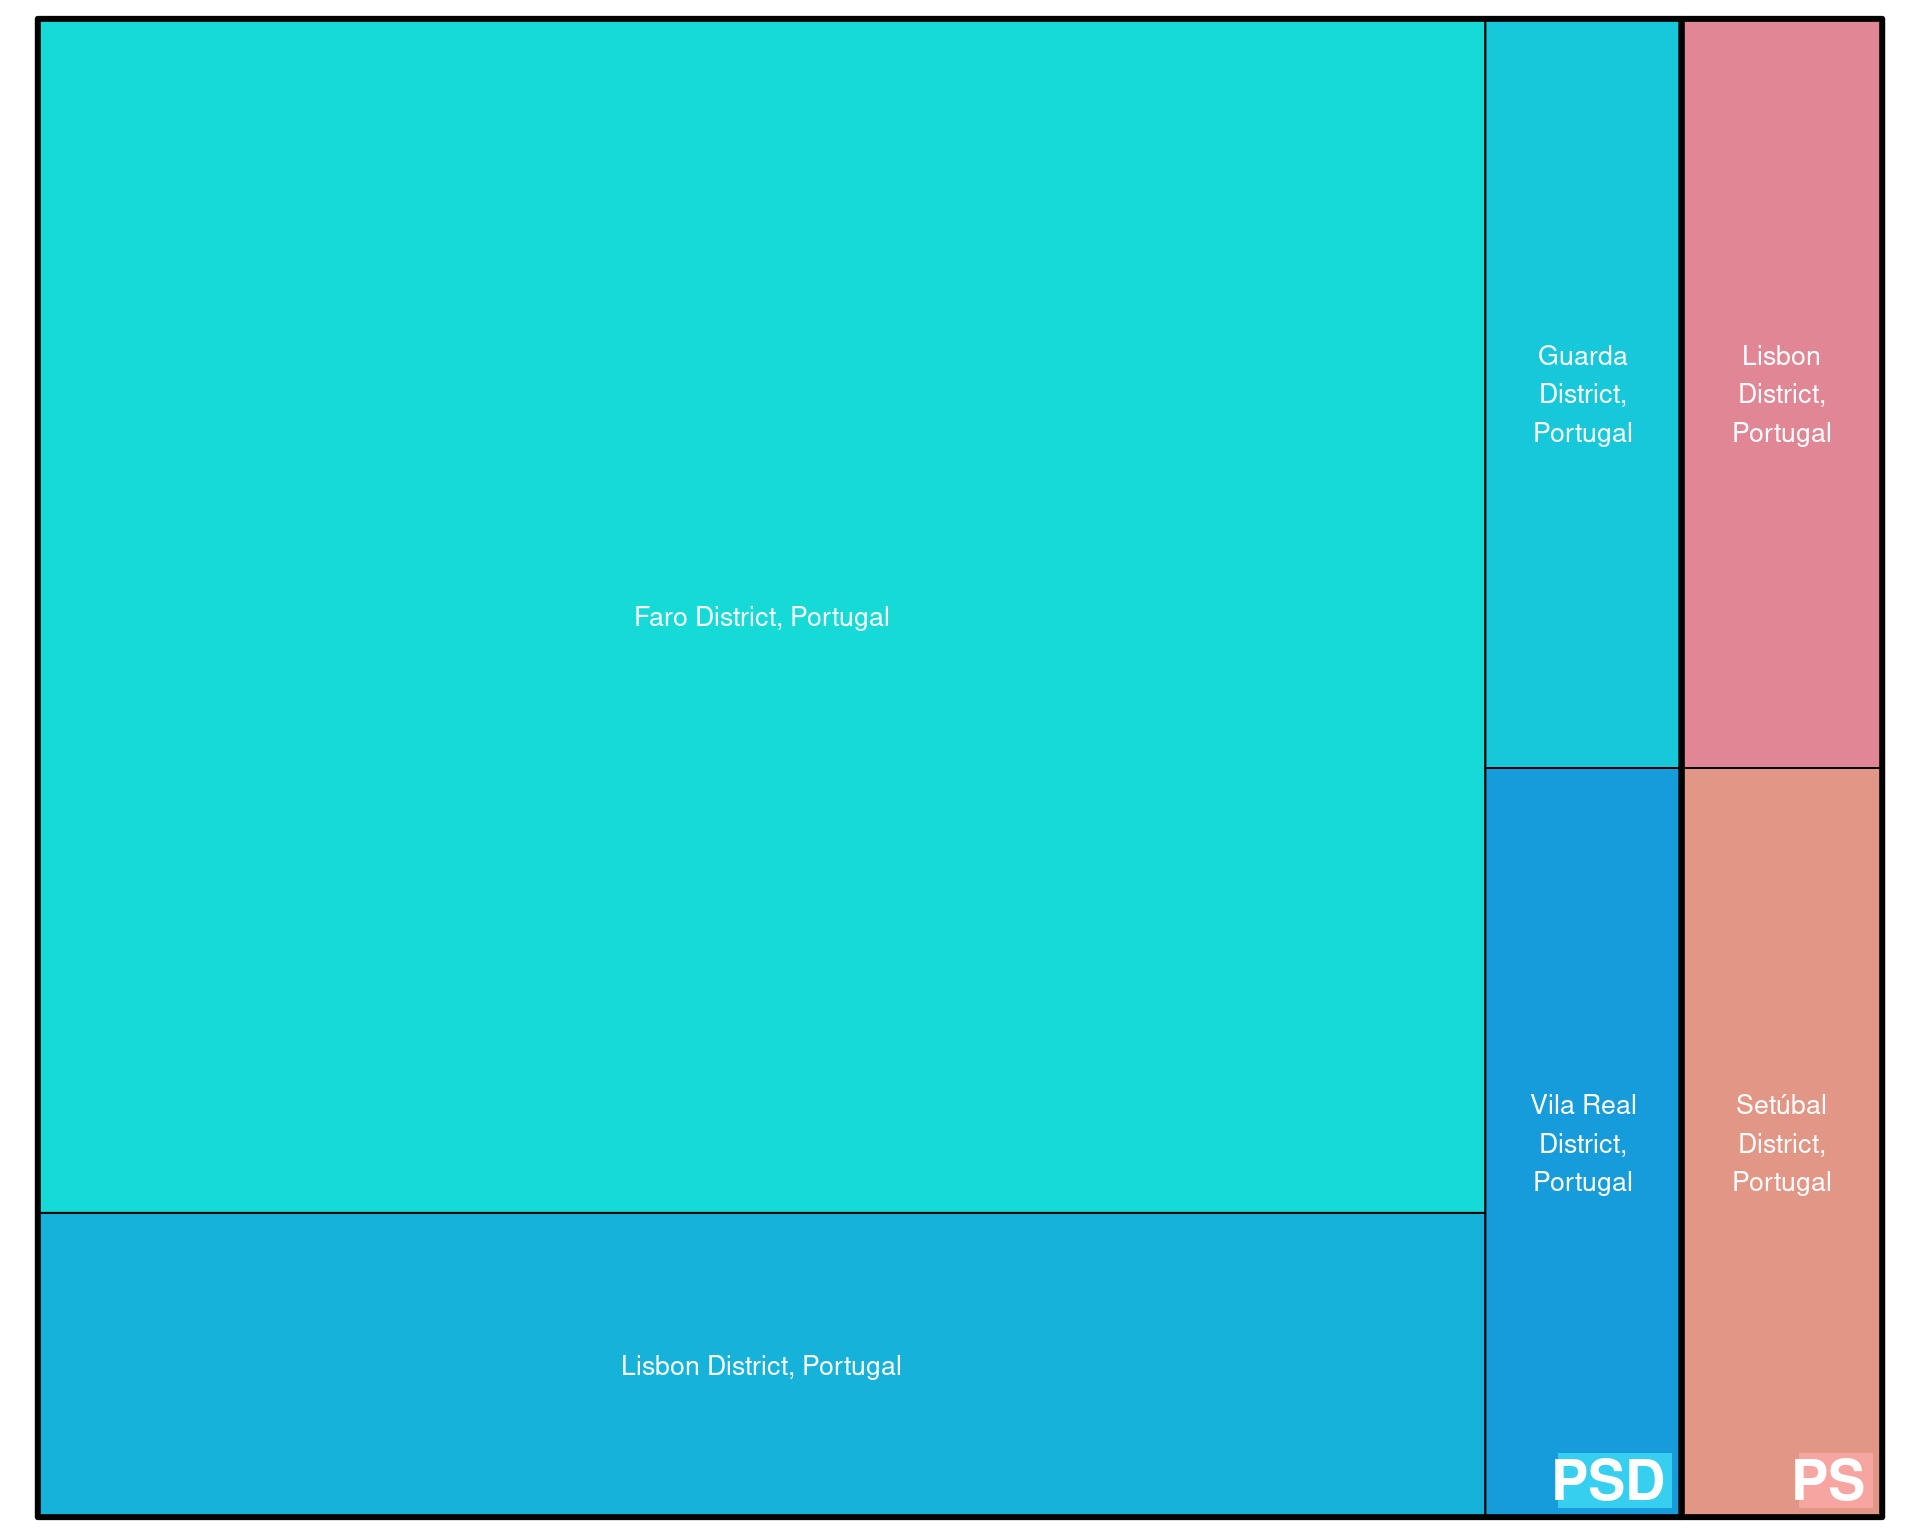 Faro District, Portugal
Lisbon District, Portugal
Guarda
District,
Portugal
Vila Real
District,
Portugal
PSD
Lisbon
District,
Portugal
Setúbal
District,
Portugal
PS